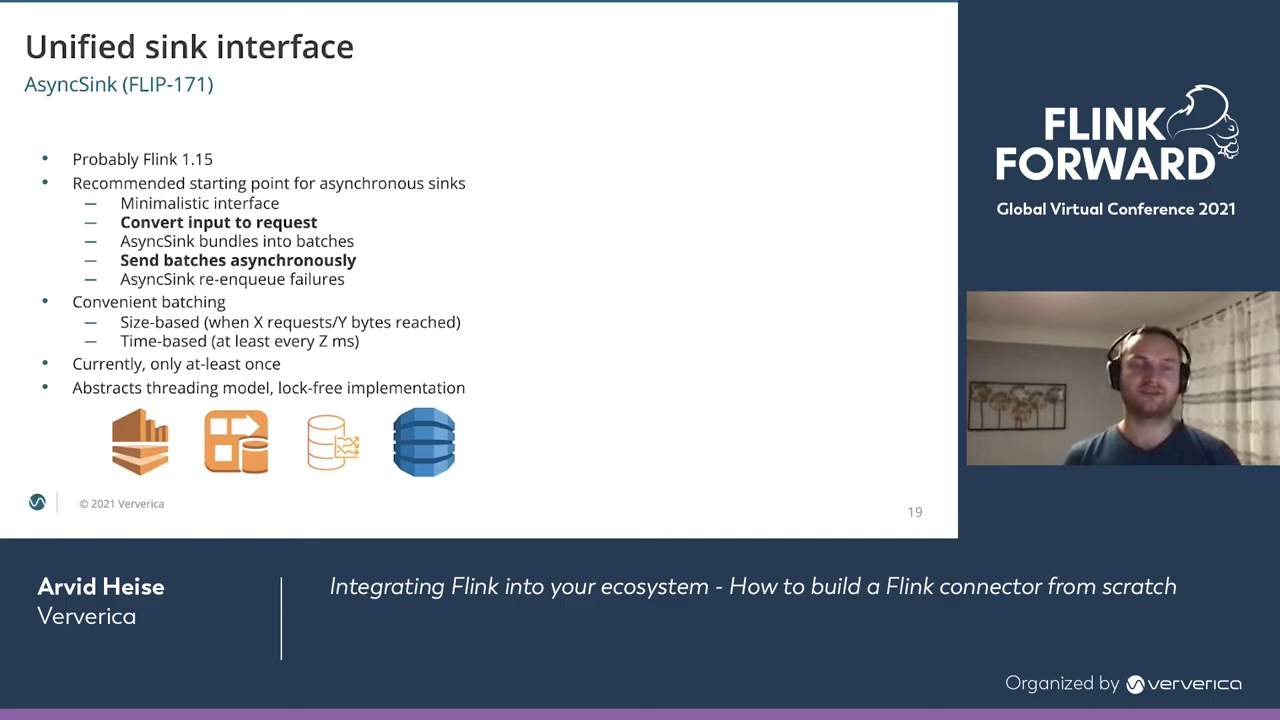 Unified sink interface
AsyncSink (FLIP-171)
• Probably Flink 1.15
• Recommended starting point for asynchronous sinks
— Minimalistic interface
— Convert input to request
— AsyncSink bundles into batches
— Send batches asynchronously
— AsyncSink re-enqueue failures
• Convenient batching
— Size-based (when X requests/Y bytes reached)
— Time-based (at least every Z ms)
• Currently, only at-least once
• Abstracts threading model, lock-free implementation
© 2021 Ververica
19
FLINK
FORWARD
Global Virtual Conference 2021
Arvid Heise
Ververica
Integrating Flink into your ecosystem - How to build a Flink connector from scratch
Organized by ververica